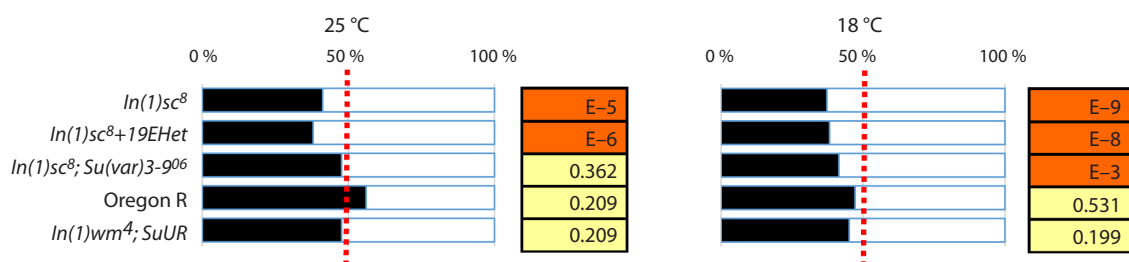 25 °C 18 °C
0 % 50 % 100 % 0 % 50 % 100 %
In(1)sc⁸ E–5 E–9
In(1)sc⁸+19EHet E–6 E–8
In(1)sc⁸; Su(var)3-9⁰⁶ 0.362 E–3
Oregon R 0.209 0.531
In(1)wm⁴; SuUR 0.209 0.199